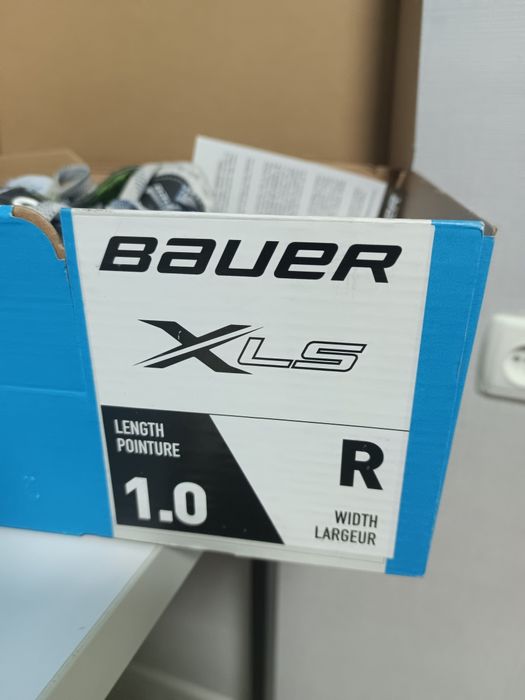 BAUER
XLS
LENGTH
POINTURE
1.0
R
WIDTH
LARGEUR